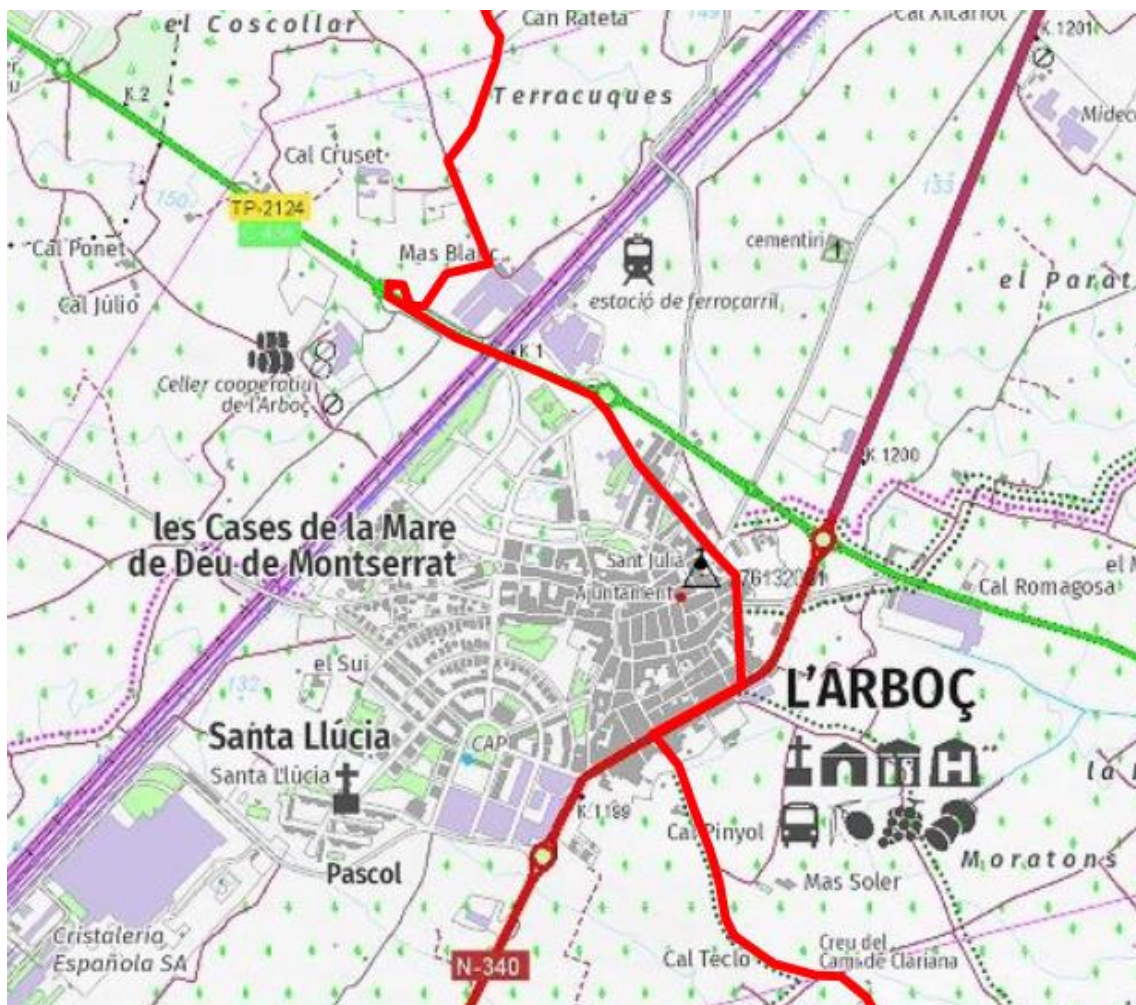 el Coscollar
Can Rateta
149
Cal Xicarró
K 1201
K 2
Terracuques
Cal Cruset
150
TP-2124
133
Cal Ponet
Mas Blanc
cementiri
Cal Júlio
estació de ferrocarril
el Parat
K 1
Celler cooperatiu
de l'Arboç
K 1200
les Cases de la Mare
de Déu de Montserrat
Sant Julià
Ajuntament
Cal Romagosa
el Sui
132
L'ARBOÇ
Santa Llúcia
CAP
Santa Llúcia
K 1199
Cal Pinyol
Pascol
Moratons
Mas Soler
Cristaleria
Española SA
N-340
Cal Teclo
Creu del
Camí de Clariana